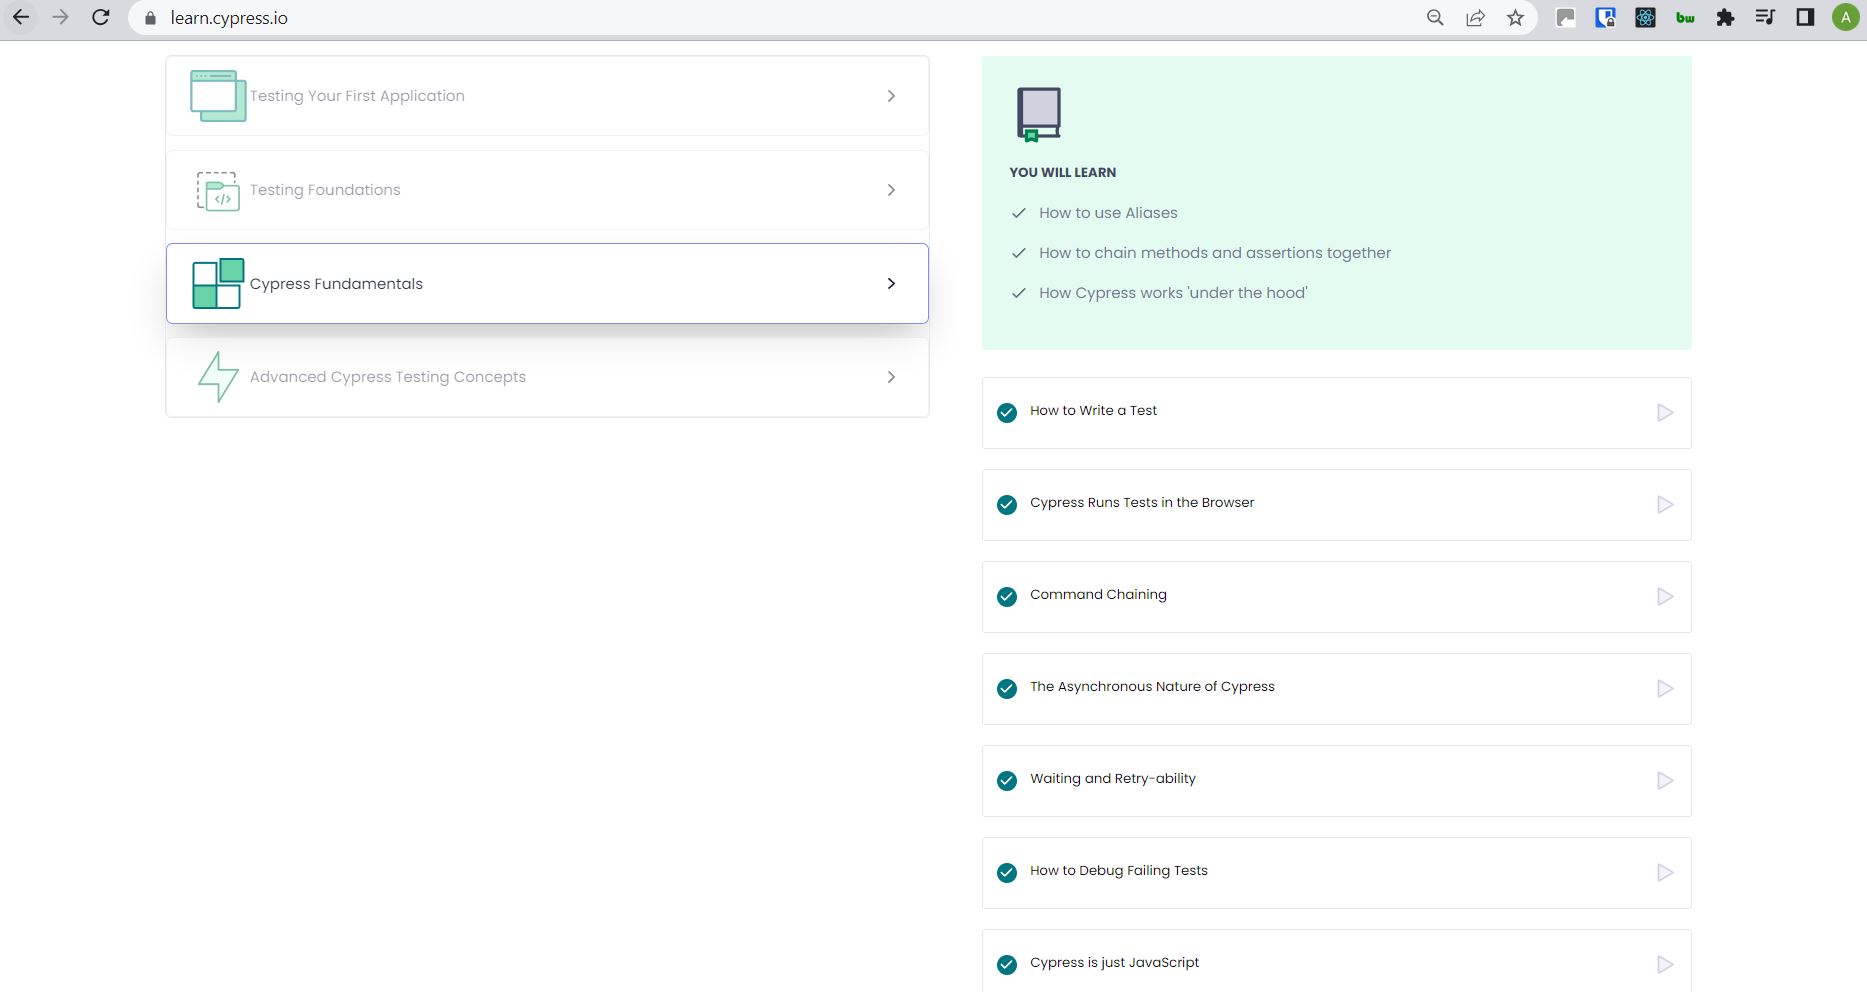 learn.cypress.io
bw
A
Testing Your First Application
Testing Foundations
</>
Cypress Fundamentals
Advanced Cypress Testing Concepts
YOU WILL LEARN
How to use Aliases
How to chain methods and assertions together
How Cypress works 'under the hood'
How to Write a Test
Cypress Runs Tests in the Browser
Command Chaining
The Asynchronous Nature of Cypress
Waiting and Retry-ability
How to Debug Failing Tests
Cypress is just JavaScript